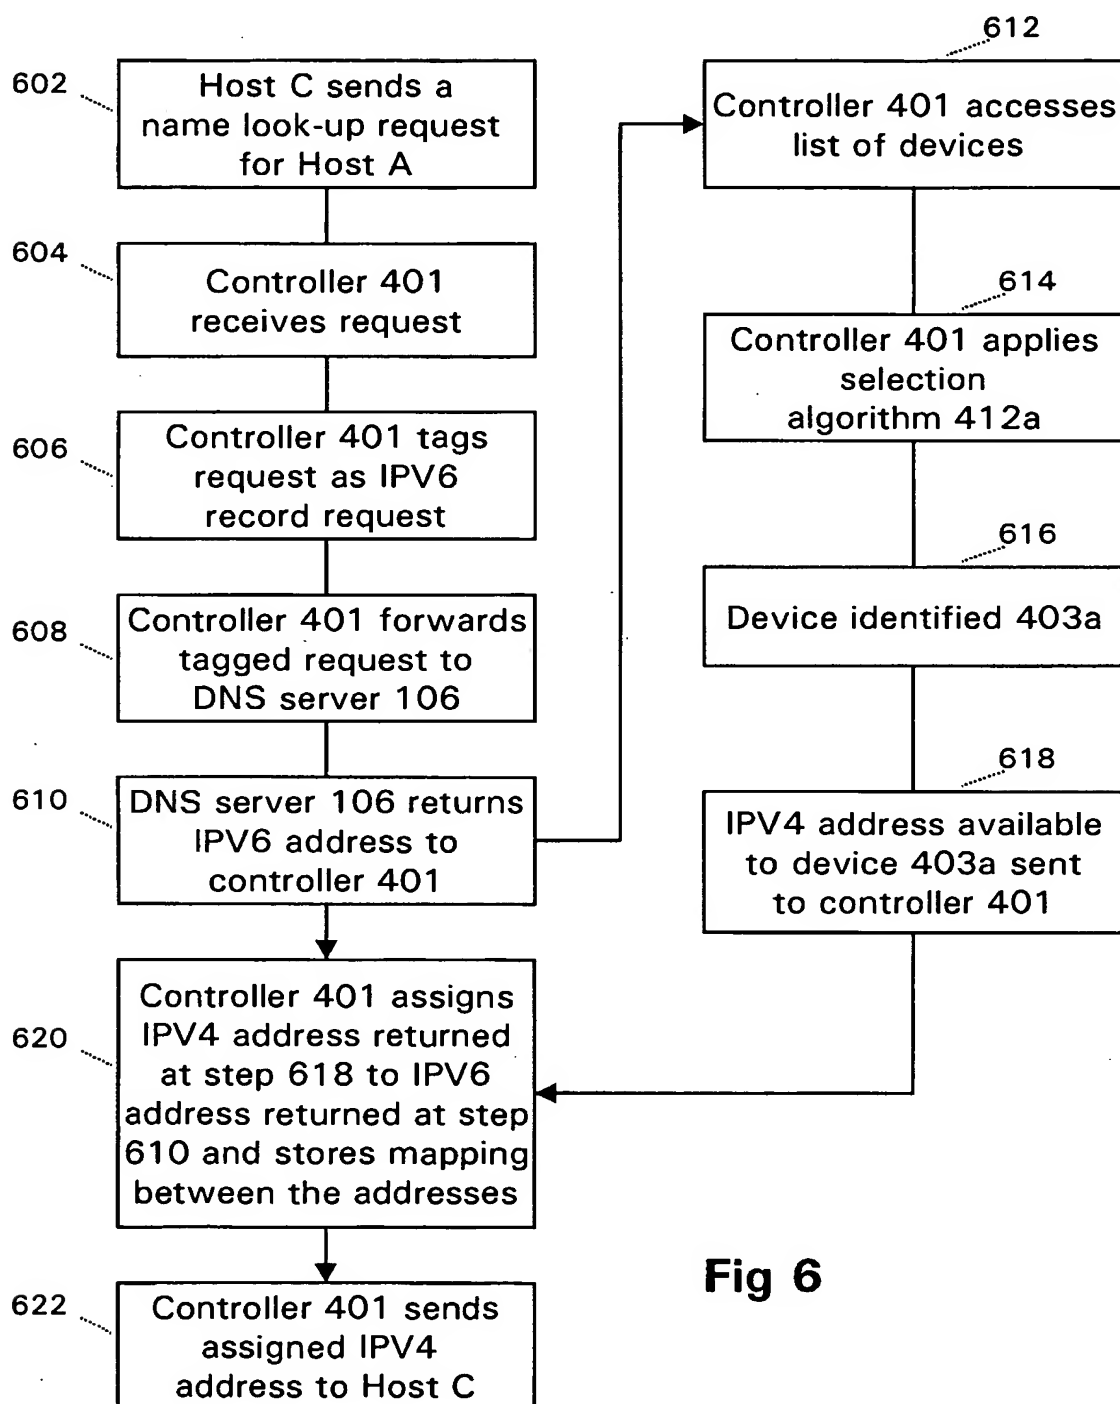 602
Host C sends a
name look-up request
for Host A
604
Controller 401
receives request
606
Controller 401 tags
request as IPV6
record request
608
Controller 401 forwards
tagged request to
DNS server 106
610
DNS server 106 returns
IPV6 address to
controller 401
612
Controller 401 accesses
list of devices
614
Controller 401 applies
selection
algorithm 412a
616
Device identified 403a
618
IPV4 address available
to device 403a sent
to controller 401
620
Controller 401 assigns
IPV4 address returned
at step 618 to IPV6
address returned at step
610 and stores mapping
between the addresses
622
Controller 401 sends
assigned IPV4
address to Host C
Fig 6